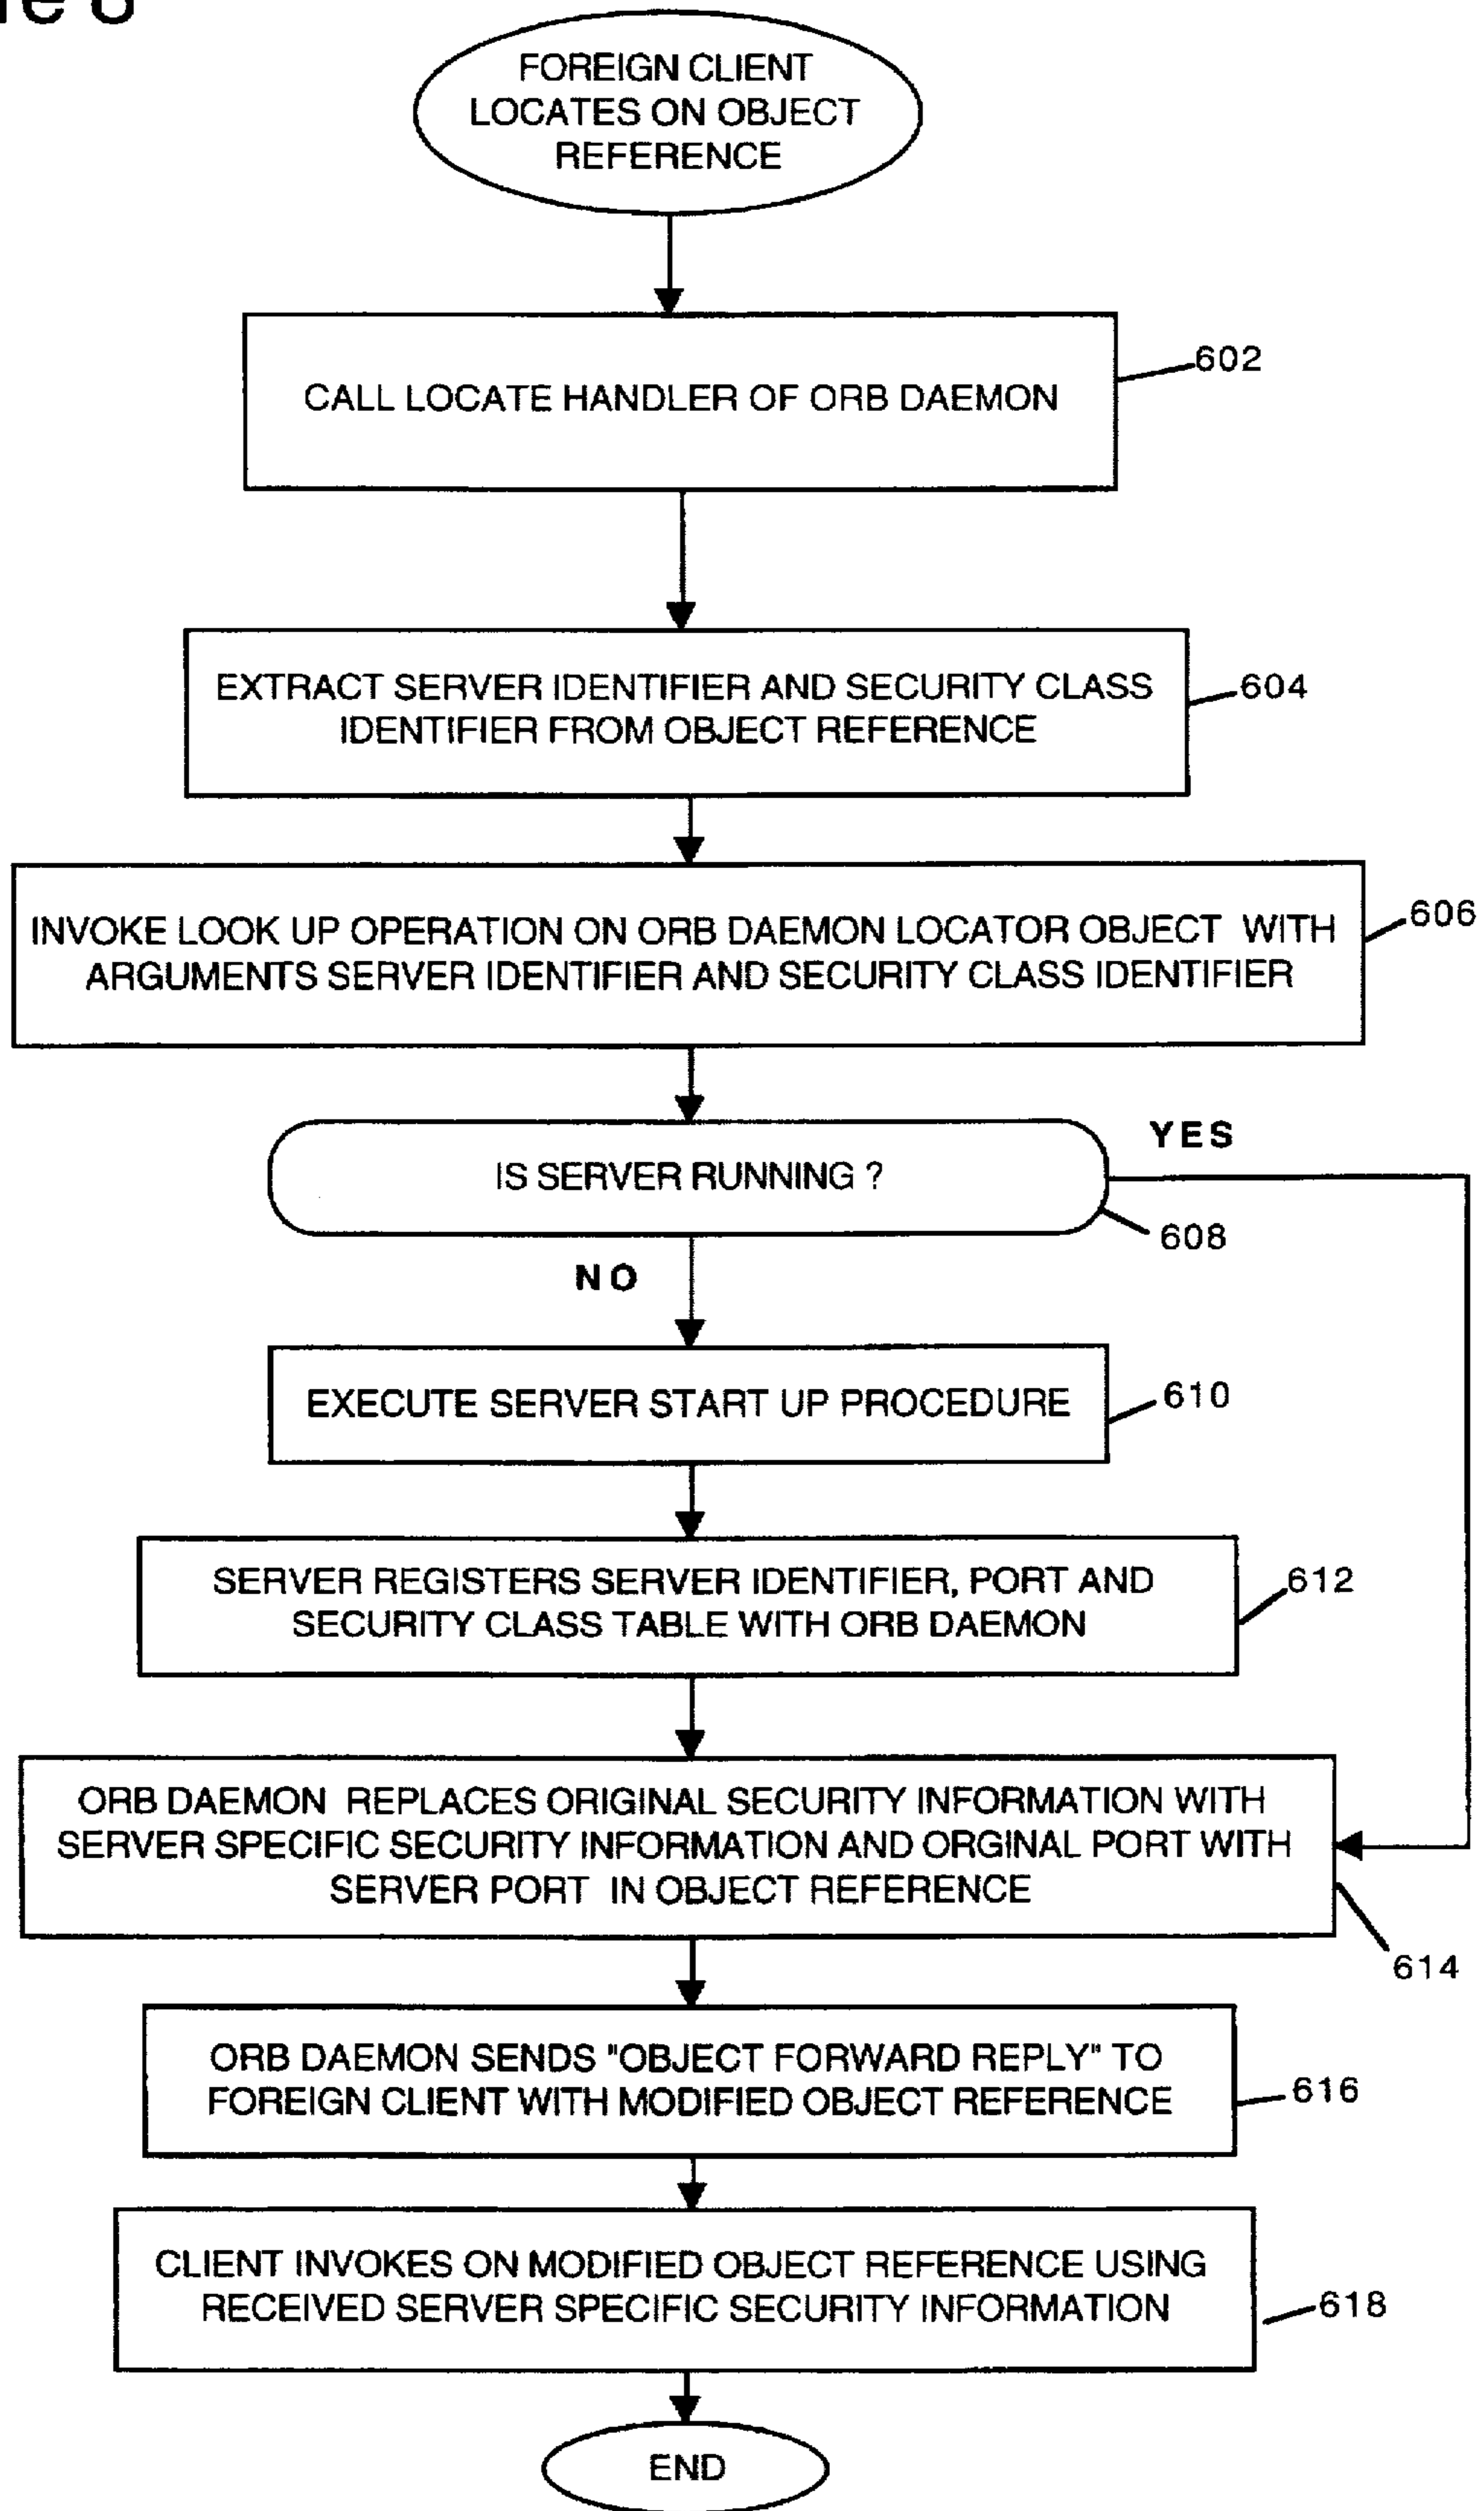 FOREIGN CLIENT
LOCATES ON OBJECT
REFERENCE
CALL LOCATE HANDLER OF ORB DAEMON
602
EXTRACT SERVER IDENTIFIER AND SECURITY CLASS
IDENTIFIER FROM OBJECT REFERENCE
604
INVOKE LOOK UP OPERATION ON ORB DAEMON LOCATOR OBJECT WITH
ARGUMENTS SERVER IDENTIFIER AND SECURITY CLASS IDENTIFIER
606
YES
IS SERVER RUNNING ?
608
NO
EXECUTE SERVER START UP PROCEDURE
610
SERVER REGISTERS SERVER IDENTIFIER, PORT AND
SECURITY CLASS TABLE WITH ORB DAEMON
612
ORB DAEMON REPLACES ORIGINAL SECURITY INFORMATION WITH
SERVER SPECIFIC SECURITY INFORMATION AND ORGINAL PORT WITH
SERVER PORT IN OBJECT REFERENCE
614
ORB DAEMON SENDS "OBJECT FORWARD REPLY" TO
FOREIGN CLIENT WITH MODIFIED OBJECT REFERENCE
616
CLIENT INVOKES ON MODIFIED OBJECT REFERENCE USING
RECEIVED SERVER SPECIFIC SECURITY INFORMATION
618
END